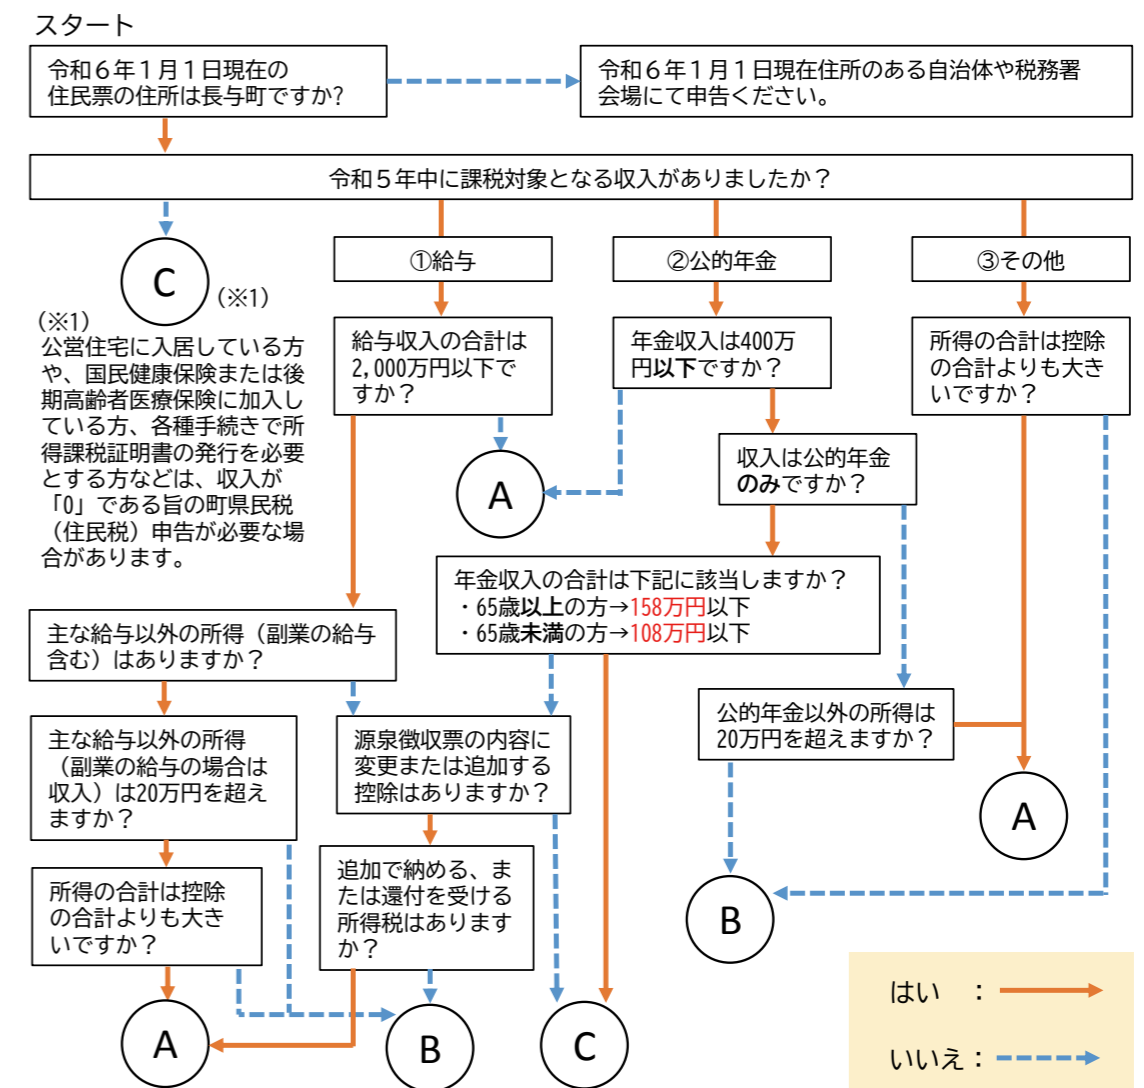 スタート
令和6年1月1日現在の
住民票の住所は長与町ですか?
令和6年1月1日現在住所のある自治体や税務署
会場にて申告ください。
令和5年中に課税対象となる収入がありましたか？
C
(※1)
①給与
②公的年金
③その他
(※1)
公営住宅に入居している方
や、国民健康保険または後
期高齢者医療保険に加入し
ている方、各種手続きで所
得課税証明書の発行を必要
とする方などは、収入が
「0」である旨の町県民税
（住民税）申告が必要な場
合があります。
給与収入の合計は
2,000万円以下で
すか？
年金収入は400万
円以下ですか？
所得の合計は控除
の合計よりも大き
いですか？
A
収入は公的年金
のみですか？
年金収入の合計は下記に該当しますか？
・65歳以上の方→158万円以下
・65歳未満の方→108万円以下
主な給与以外の所得（副業の給与
含む）はありますか？
主な給与以外の所得
（副業の給与の場合は
収入）は20万円を超え
ますか？
源泉徴収票の内容に
変更または追加する
控除はありますか？
公的年金以外の所得は
20万円を超えますか？
A
所得の合計は控除
の合計よりも大き
いですか？
追加で納める、ま
たは還付を受ける
所得税はあります
か？
B
A
B
C
はい ：
いいえ：